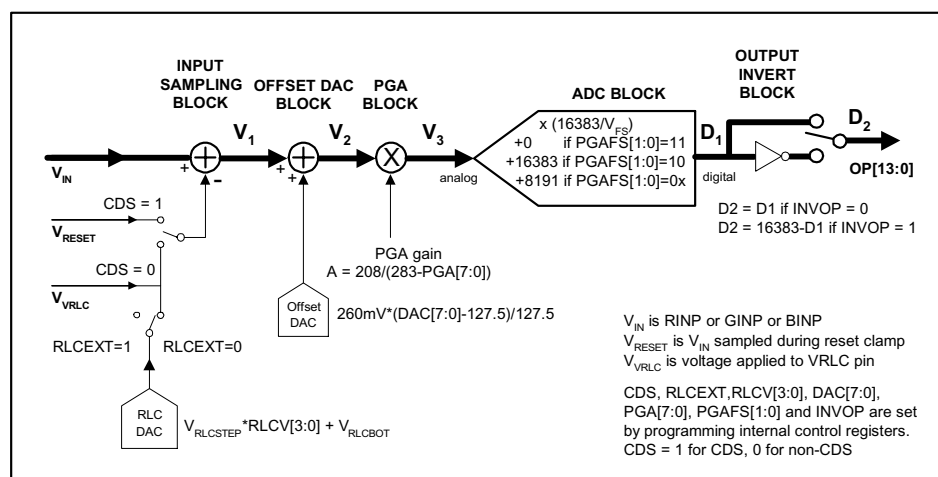 INPUT
SAMPLING
BLOCK
OFFSET DAC
BLOCK
PGA
BLOCK
ADC BLOCK
OUTPUT
INVERT
BLOCK
V1
V2
V3
x (16383/VFS)
+0 if PGAFS[1:0]=11
+16383 if PGAFS[1:0]=10
+8191 if PGAFS[1:0]=0x
D1
D2
VIN
+
+
-
+
+
X
analog
digital
OP[13:0]
CDS = 1
VRESET
CDS = 0
VVRLC
D2 = D1 if INVOP = 0
D2 = 16383-D1 if INVOP = 1
PGA gain
A = 208/(283-PGA[7:0])
Offset
DAC
260mV*(DAC[7:0]-127.5)/127.5
RLCEXT=1
RLCEXT=0
RLC
DAC
VRLCSTEP*RLCV[3:0] + VRLCBOT
VIN is RINP or GINP or BINP
VRESET is VIN sampled during reset clamp
VVRLC is voltage applied to VRLC pin
CDS, RLCEXT,RLCV[3:0], DAC[7:0],
PGA[7:0], PGAFS[1:0] and INVOP are set
by programming internal control registers.
CDS = 1 for CDS, 0 for non-CDS